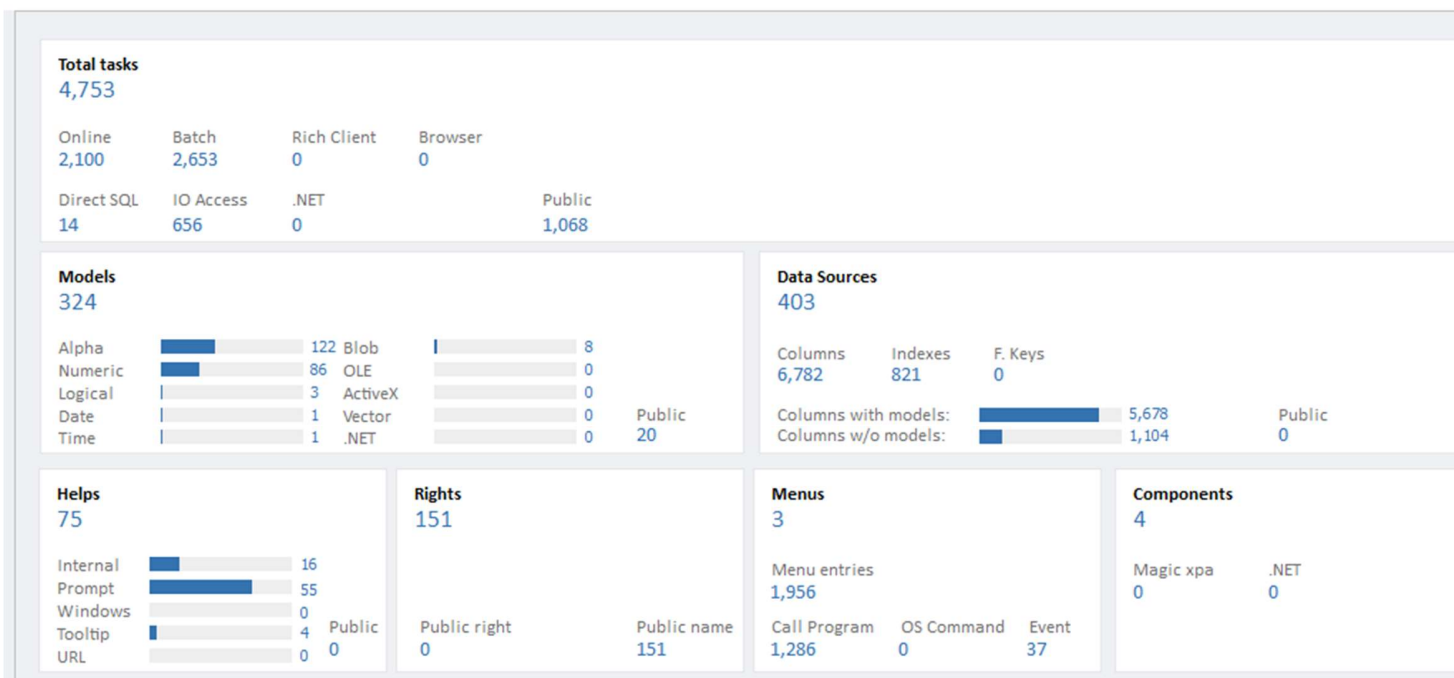 Total tasks
4,753
Online Batch Rich Client Browser
2,100 2,653 0 0
Direct SQL IO Access .NET Public
14 656 0 1,068
Models
324
Alpha 122 Blob 8
Numeric 86 OLE 0
Logical 3 ActiveX 0
Date 1 Vector 0 Public
Time 1 .NET 0 20
Data Sources
403
Columns Indexes F. Keys
6,782 821 0
Columns with models: 5,678 Public
Columns w/o models: 1,104 0
Helps
75
Internal 16
Prompt 55
Windows 0
Tooltip 4 Public
URL 0 0
Rights
151
Public right Public name
0 151
Menus
3
Menu entries
1,956
Call Program OS Command Event
1,286 0 37
Components
4
Magic xpa .NET
0 0